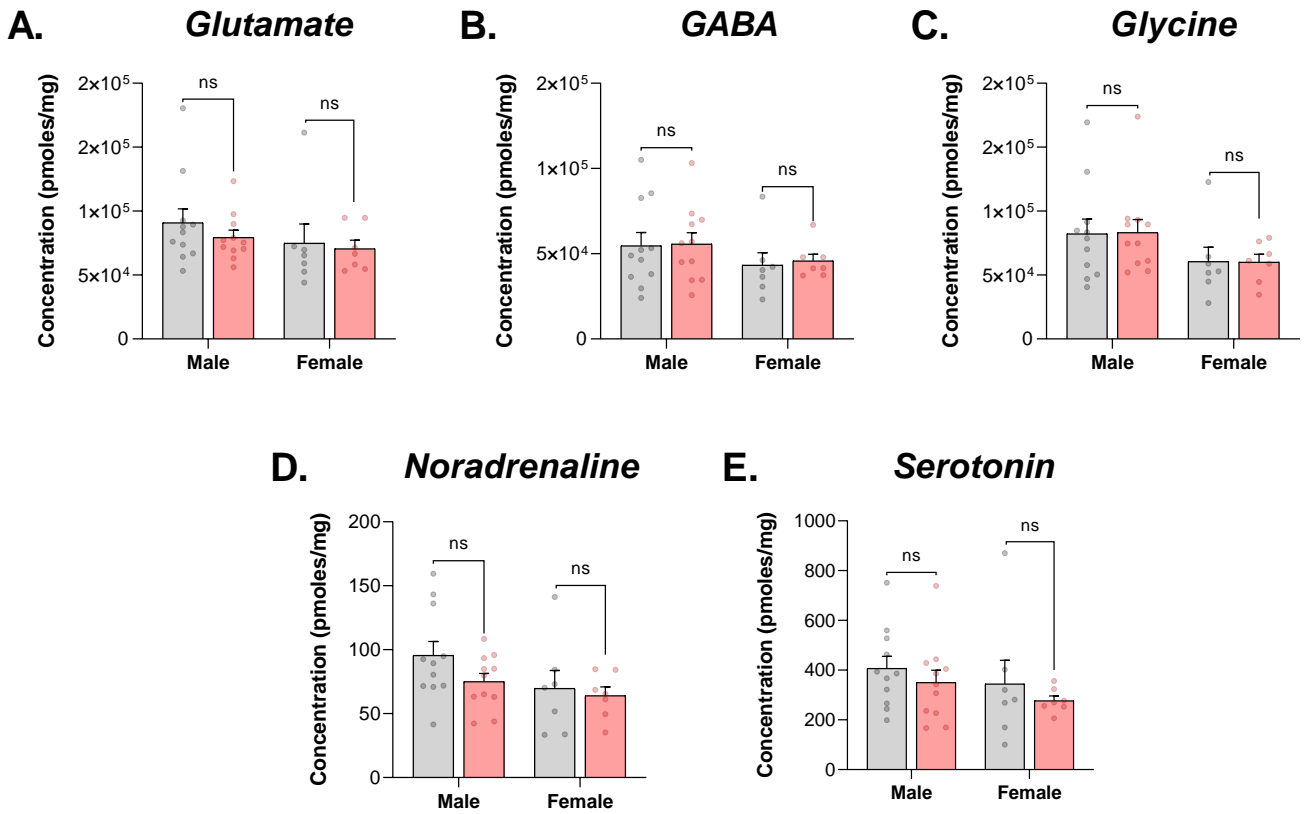 A. Glutamate
Concentration (pmoles/mg)
2×10⁵
2×10⁵
1×10⁵
5×10⁴
0
ns
ns
Male Female
B. GABA
Concentration (pmoles/mg)
2×10⁵
1×10⁵
5×10⁴
0
ns
ns
Male Female
C. Glycine
Concentration (pmoles/mg)
2×10⁵
2×10⁵
1×10⁵
5×10⁴
0
ns
ns
Male Female
D. Noradrenaline
Concentration (pmoles/mg)
200
150
100
50
0
ns
ns
Male Female
E. Serotonin
Concentration (pmoles/mg)
1000
800
600
400
200
0
ns
ns
Male Female